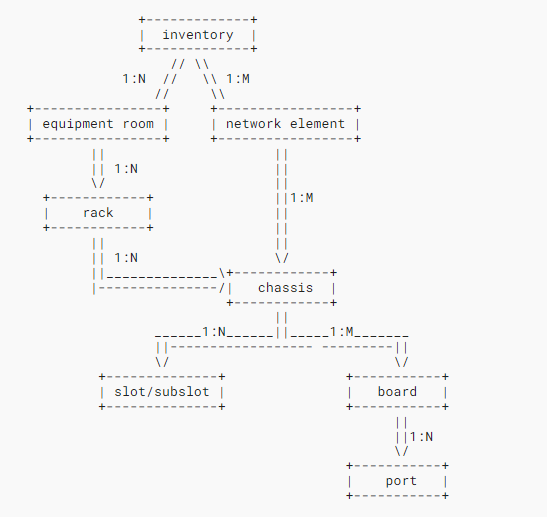 inventory
1:N 1:M
equipment room network element
1:N
1:M
rack
1:N
chassis
1:N 1:M
slot/subslot board
1:N
port